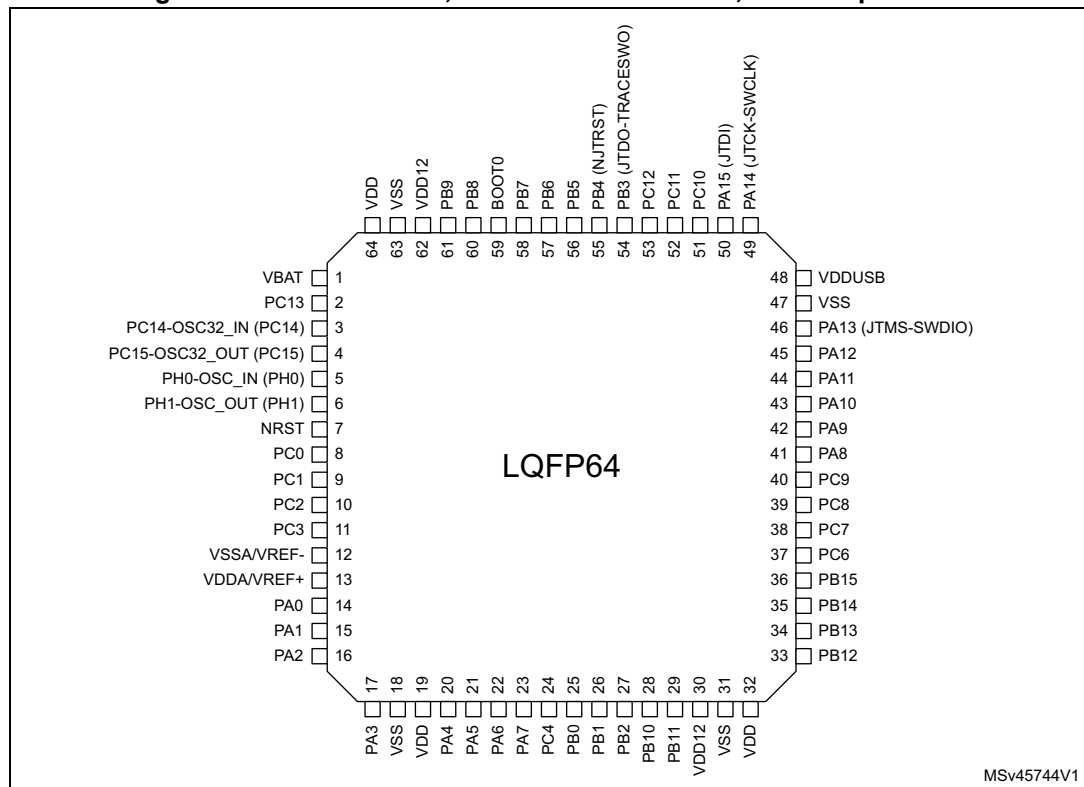 VDD
VSS
VDD12
PB9
PB8
BOOT0
PB7
PB6
PB5
PB4 (NJTRST)
PB3 (JTDO-TRACESWO)
PC12
PC11
PC10
PA15 (JTDI)
PA14 (JTCK-SWCLK)
64 63 62 61 60 59 58 57 56 55 54 53 52 51 50 49
VBAT 1
PC13 2
PC14-OSC32_IN (PC14) 3
PC15-OSC32_OUT (PC15) 4
PH0-OSC_IN (PH0) 5
PH1-OSC_OUT (PH1) 6
NRST 7
PC0 8
PC1 9
PC2 10
PC3 11
VSSA/VREF- 12
VDDA/VREF+ 13
PA0 14
PA1 15
PA2 16
LQFP64
48 VDDUSB
47 VSS
46 PA13 (JTMS-SWDIO)
45 PA12
44 PA11
43 PA10
42 PA9
41 PA8
40 PC9
39 PC8
38 PC7
37 PC6
36 PB15
35 PB14
34 PB13
33 PB12
17 18 19 20 21 22 23 24 25 26 27 28 29 30 31 32
PA3
VSS
VDD
PA4
PA5
PA6
PA7
PC4
PB0
PB1
PB2
PB10
PB11
VDD12
VSS
VDD
MSv45744V1